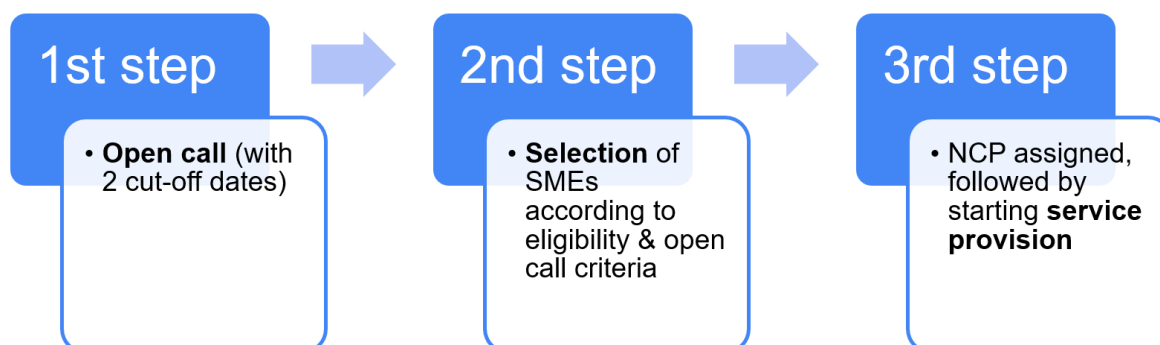 1st step
• Open call (with
2 cut-off dates)
2nd step
• Selection of
SMEs
according to
eligibility & open
call criteria
3rd step
• NCP assigned,
followed by
starting service
provision